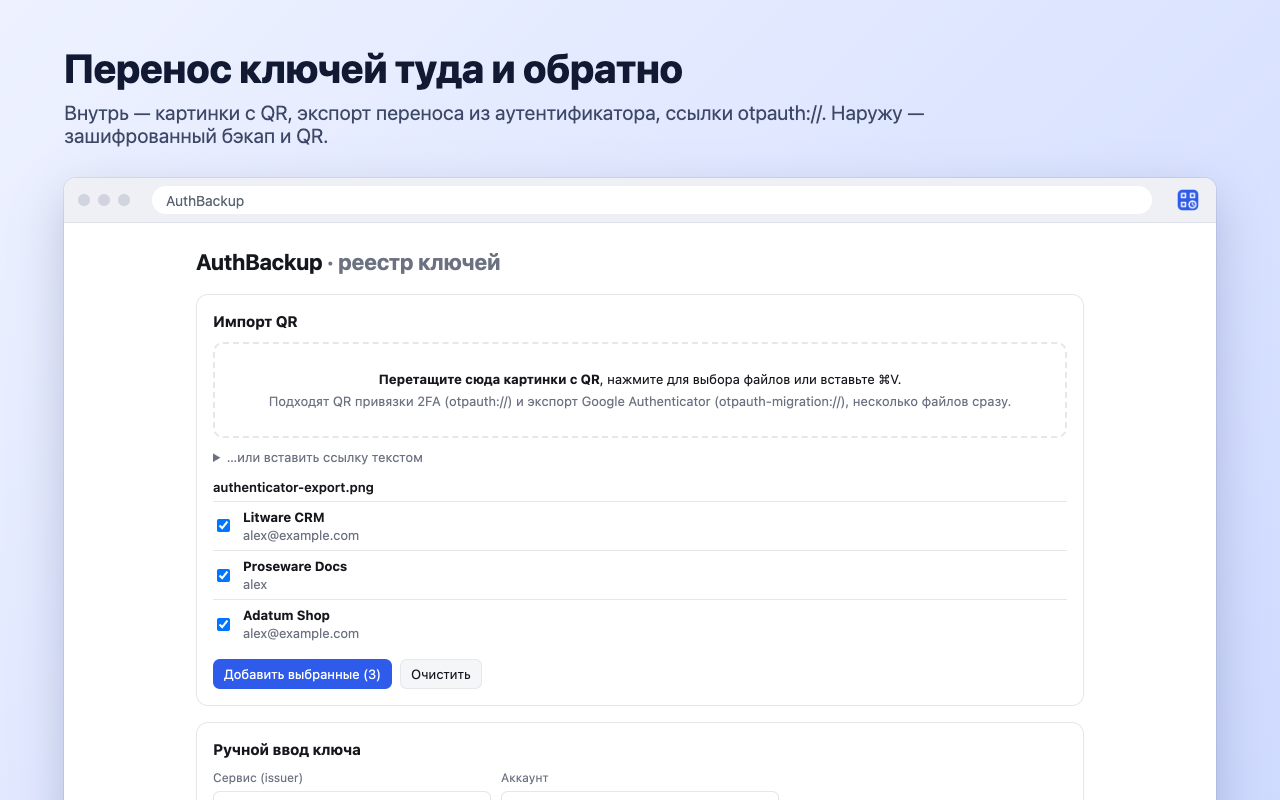 Перенос ключей туда и обратно
Внутрь — картинки с QR, экспорт переноса из аутентификатора, ссылки otpauth://. Наружу —
зашифрованный бэкап и QR.
AuthBackup
AuthBackup · реестр ключей
Импорт QR
Перетащите сюда картинки с QR, нажмите для выбора файлов или вставьте ⌘V.
Подходят QR привязки 2FA (otpauth://) и экспорт Google Authenticator (otpauth-migration://), несколько файлов сразу.
...или вставить ссылку текстом
authenticator-export.png
Litware CRM
alex@example.com
Proseware Docs
alex
Adatum Shop
alex@example.com
Добавить выбранные (3) Очистить
Ручной ввод ключа
Сервис (issuer) Аккаунт